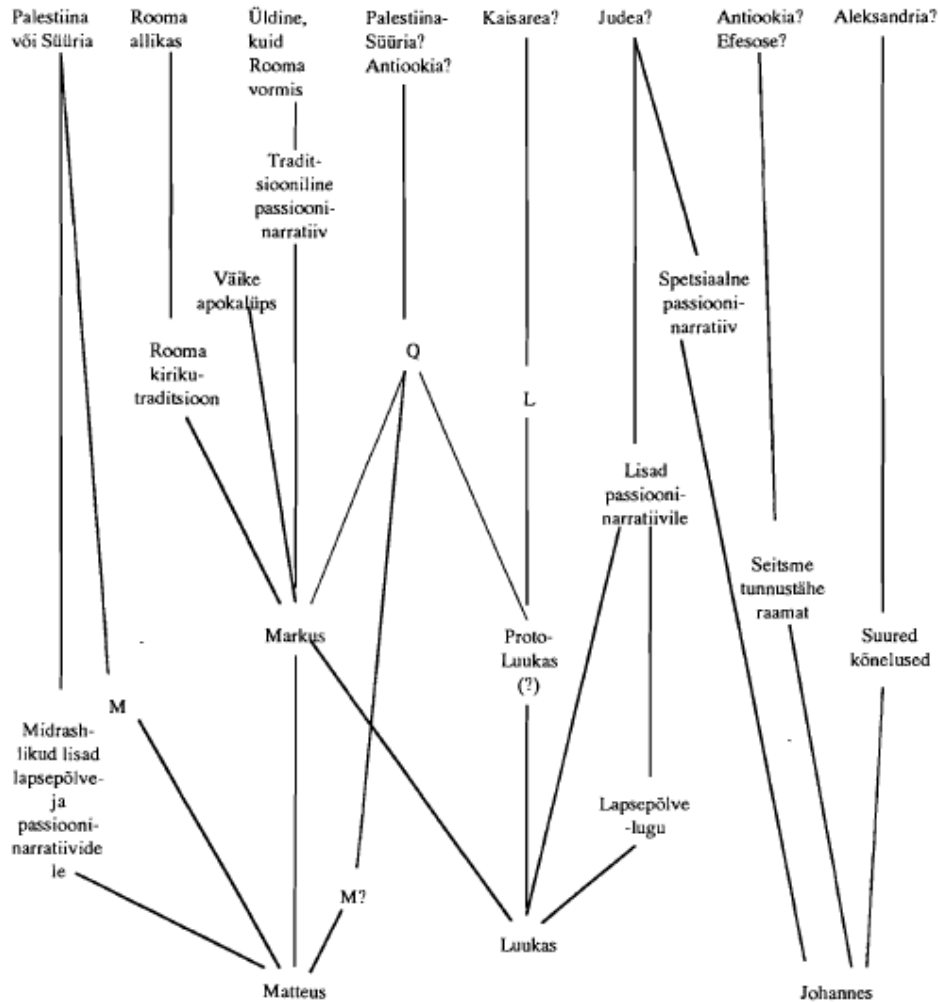 Palestiina
või Süüria
Rooma
allikas
Üldine,
kuid
Rooma
vormis
Palestiina-
Süüria?
Antiookia?
Kaisarea?
Judea?
Antiookia?
Efesose?
Aleksandria?
Tradit-
siooniline
passiooni-
narratiiv
Väike
apokalüps
Spetsiaalne
passiooni-
narratiiv
Rooma
kiriku-
traditsioon
Q
L
Lisad
passiooni-
narratiivile
Seitsme
tunnustähe
raamat
Markus
Proto-
Luukas
(?)
Suured
kõnelused
M
Midrash-
likud lisad
lapsepõlve-
ja
passiooni-
narratiivide
le
Lapsepõlve
-lugu
M?
Luukas
Matteus
Johannes